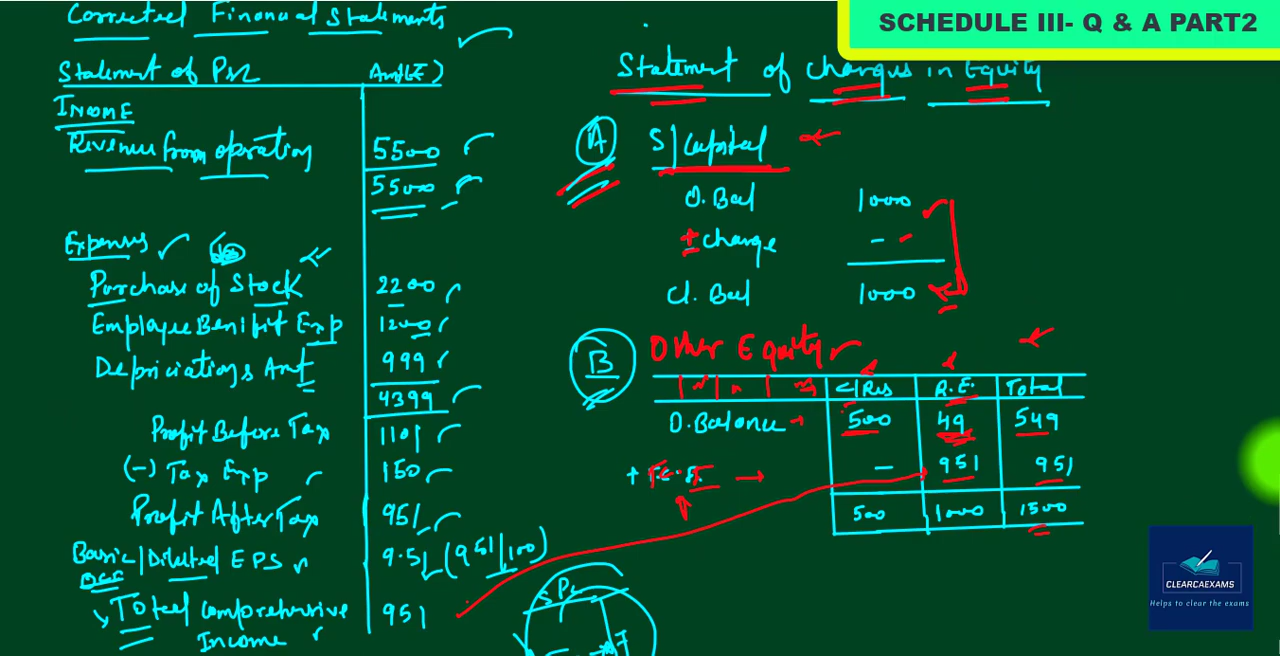 SCHEDULE III- Q & A PART2
Corrected Financial Statements
Statement of P&L Amt(₹)
INCOME
Revenue from operating 5500
5500
Expenses
Purchase of Stock 2200
Employee Benifit Exp 1200
Depriciation & Amt 999
4399
Profit Before Tax 1101
(-) Tax Exp 150
Profit After Tax 951
Basic/Diluted EPS 9.51 (951/100)
Total Comprehensive 951
Income
Statement of Changes in Equity
A S/Capital
O. Bal 1000
± Change -
Cl. Bal 1000
B Other Equity
C/Res R.E. Total
O. Balance → 500 49 549
+ → - 951 951
500 1000 1500
CLEARCAEXAMS
Helps to clear the exams